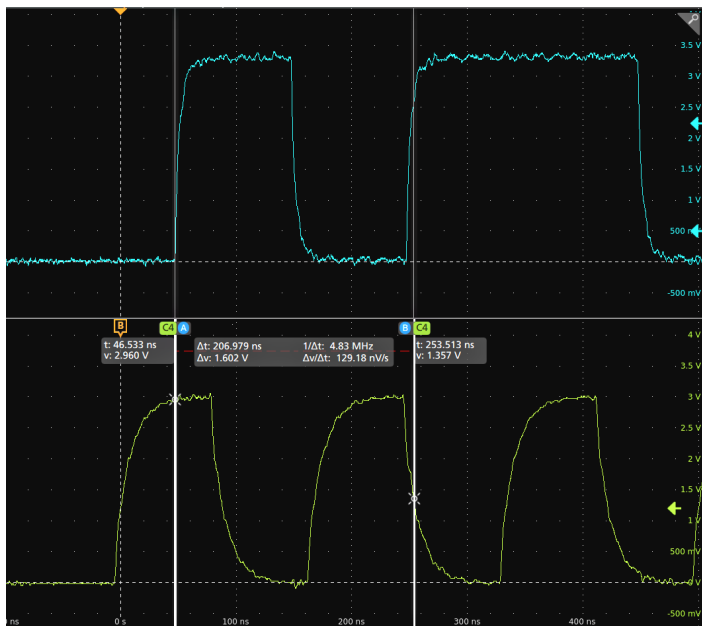 3.5 V
3 V
2.5 V
2 V
1.5 V
1 V
500 m
-500 mV
B
C4 A B C4
4 V
t: 46.533 ns
v: 2.960 V
Δt: 206.979 ns 1/Δt: 4.83 MHz
Δv: 1.602 V Δv/Δt: 129.18 nV/s
t: 253.513 ns
v: 1.357 V
3 V
2.5 V
2 V
1.5 V
1 V
500 mV
0 V
-500 mV
ns 0 s 100 ns 200 ns 300 ns 400 ns